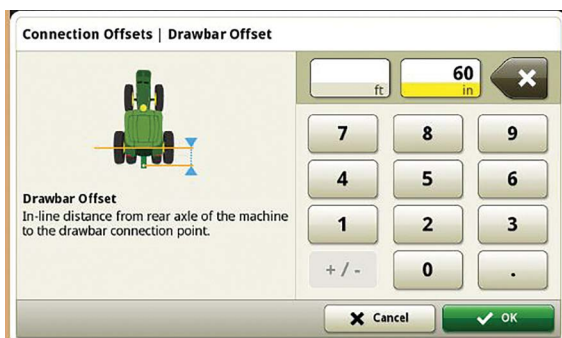 Connection Offsets | Drawbar Offset
ft
60
in
7 8 9
4 5 6
1 2 3
+ / - 0 .
Drawbar Offset
In-line distance from rear axle of the machine
to the drawbar connection point.
Cancel OK